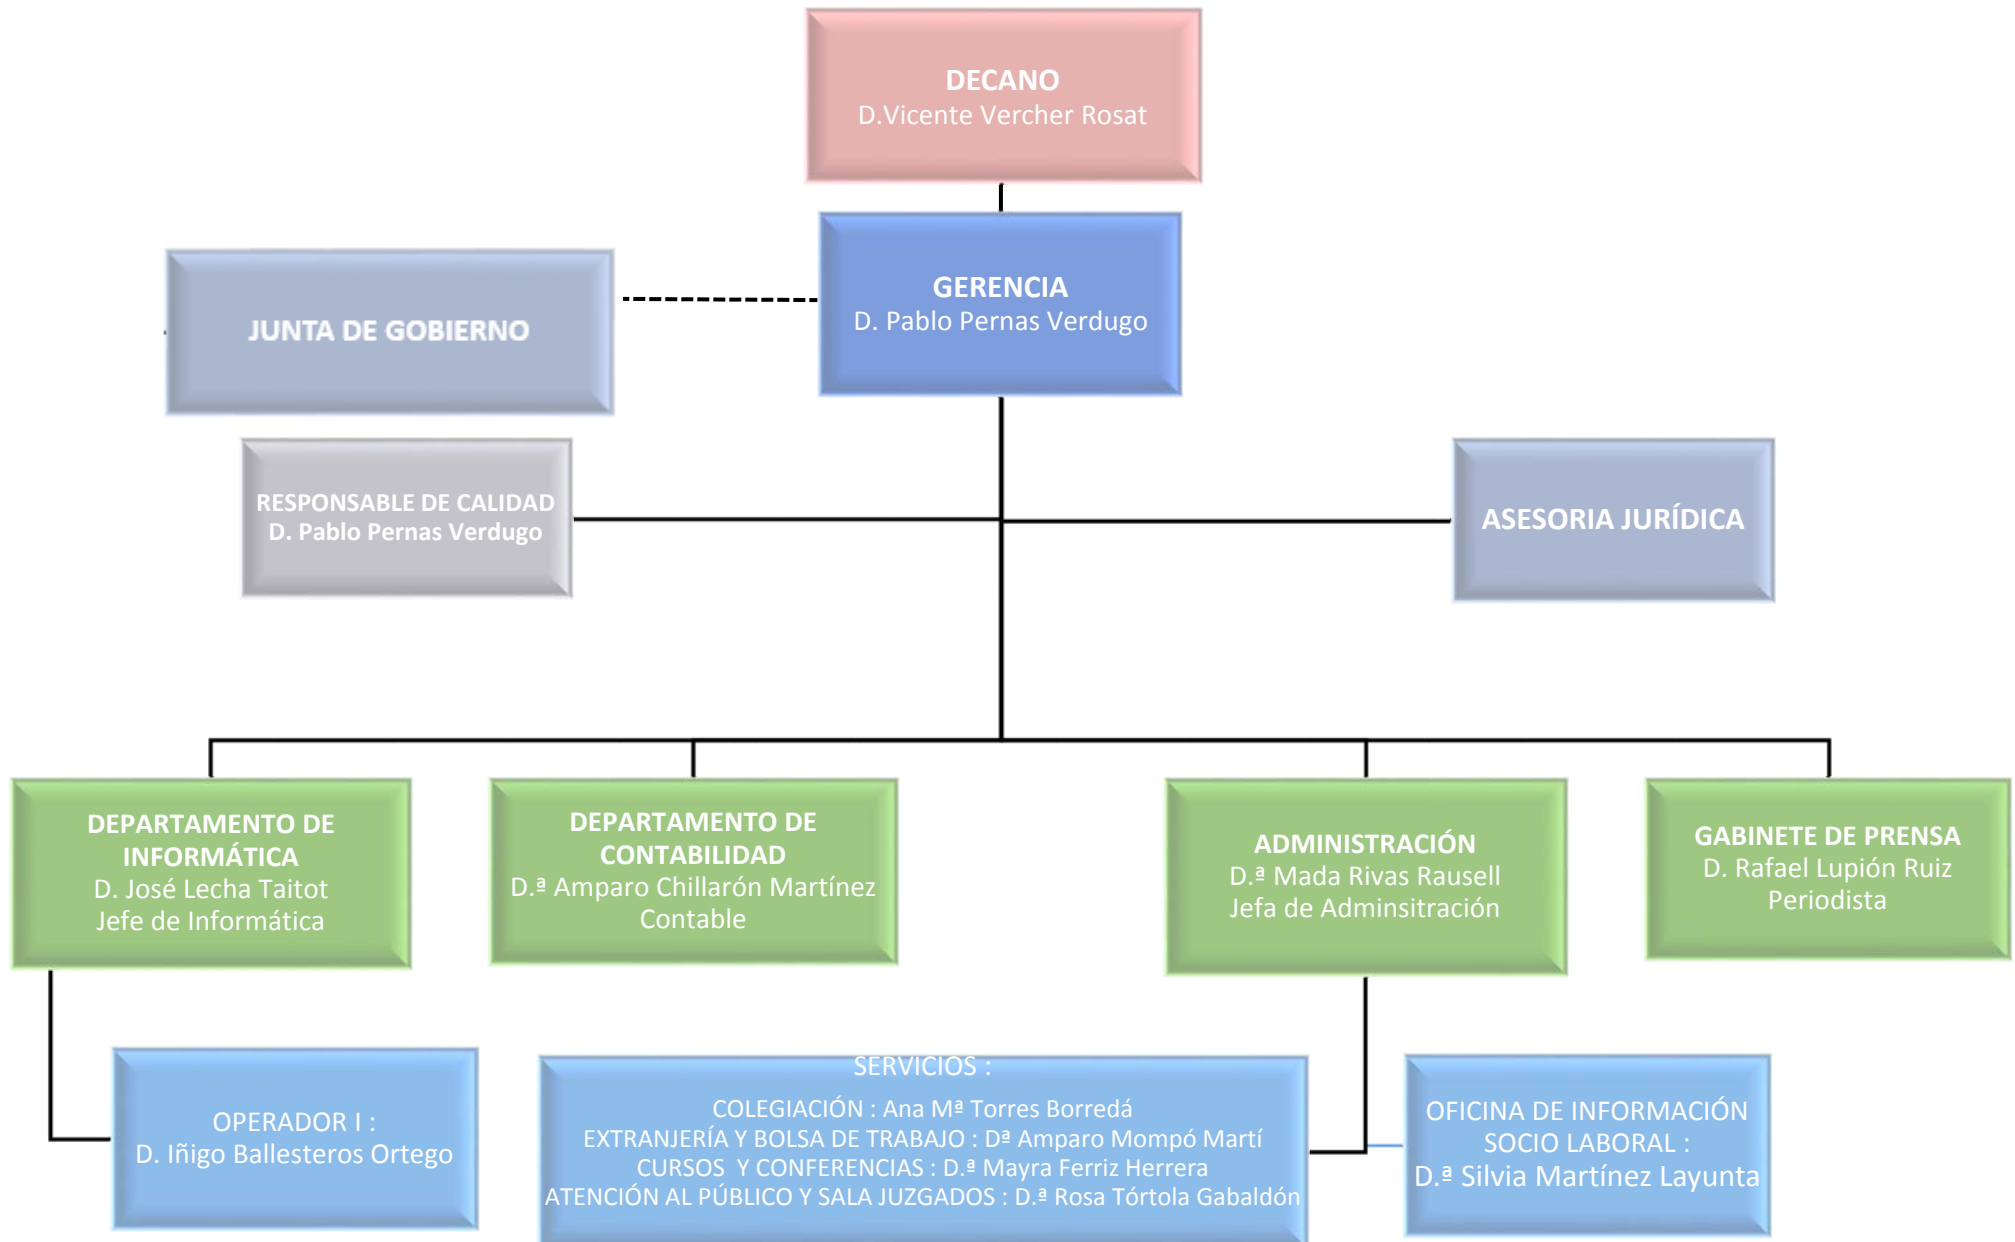 DECANO
D.Vicente Vercher Rosat
GERENCIA
D. Pablo Pernas Verdugo
JUNTA DE GOBIERNO
RESPONSABLE DE CALIDAD
D. Pablo Pernas Verdugo
ASESORIA JURÍDICA
DEPARTAMENTO DE
INFORMÁTICA
D. José Lecha Taitot
Jefe de Informática
DEPARTAMENTO DE
CONTABILIDAD
D.ª Amparo Chillarón Martínez
Contable
ADMINISTRACIÓN
D.ª Mada Rivas Rausell
Jefa de Adminsitración
GABINETE DE PRENSA
D. Rafael Lupión Ruiz
Periodista
OPERADOR I :
D. Iñigo Ballesteros Ortego
SERVICIOS :
COLEGIACIÓN : Ana Mª Torres Borredá
EXTRANJERÍA Y BOLSA DE TRABAJO : Dª Amparo Mompó Martí
CURSOS Y CONFERENCIAS : D.ª Mayra Ferriz Herrera
ATENCIÓN AL PÚBLICO Y SALA JUZGADOS : D.ª Rosa Tórtola Gabaldón
OFICINA DE INFORMACIÓN
SOCIO LABORAL :
D.ª Silvia Martínez Layunta